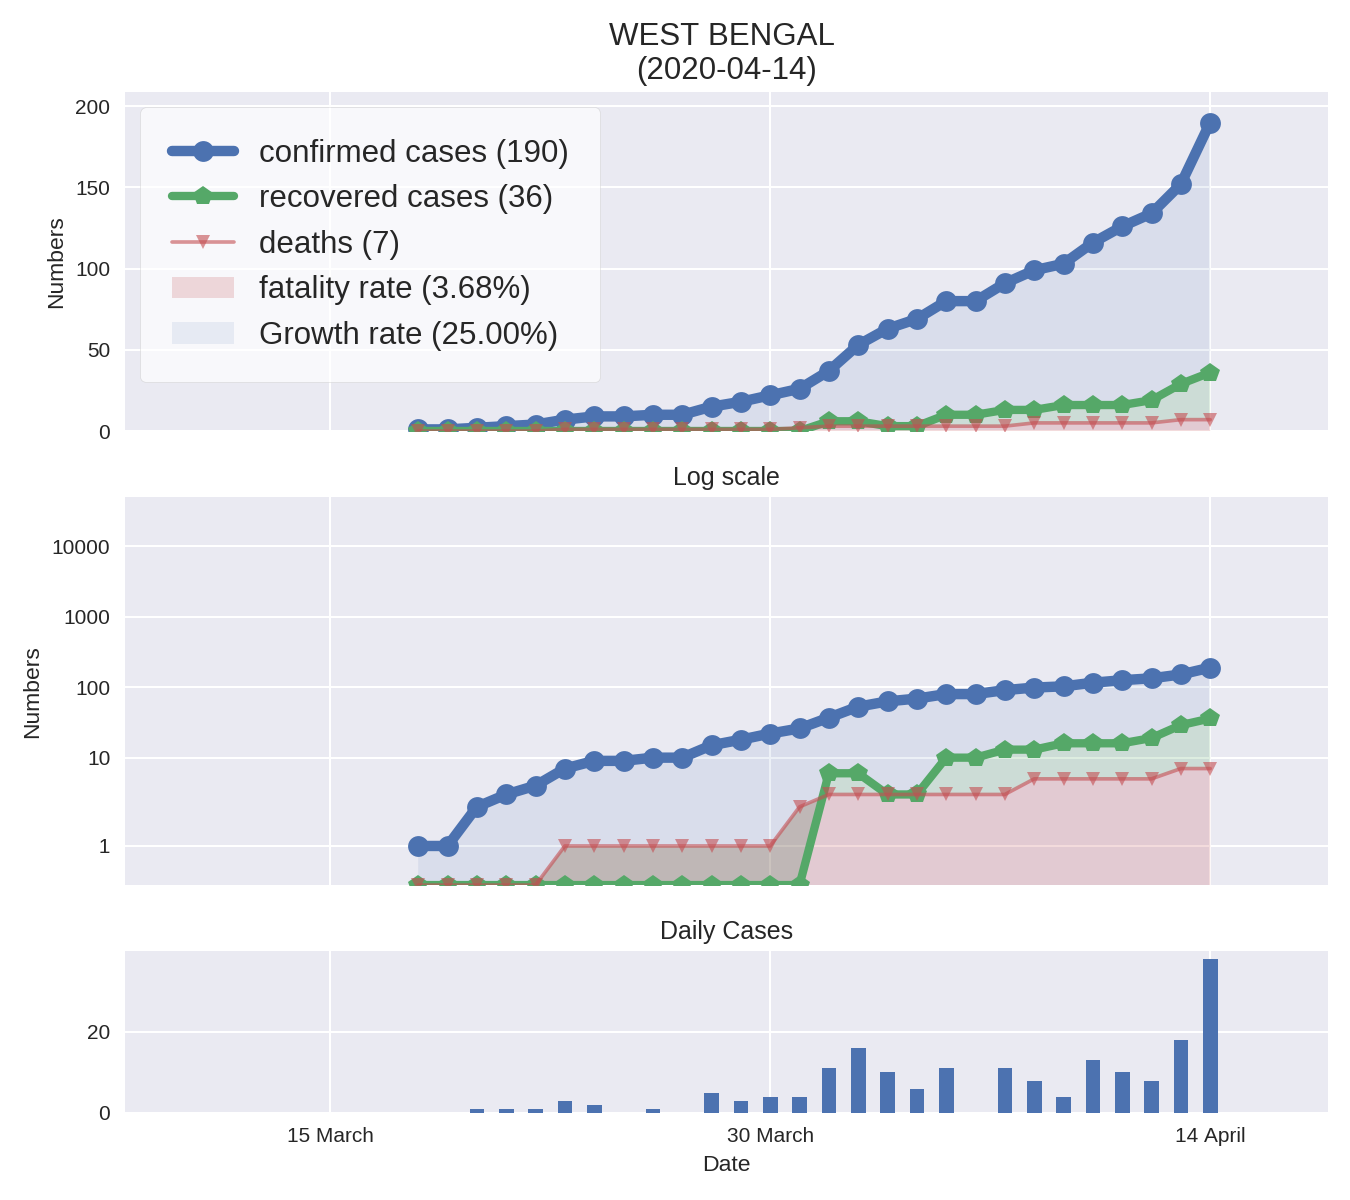 WEST BENGAL
(2020-04-14)
200
150
100
50
0
Numbers
confirmed cases (190)
recovered cases (36)
deaths (7)
fatality rate (3.68%)
Growth rate (25.00%)
Log scale
10000
1000
100
10
1
Numbers
Daily Cases
20
0
15 March 30 March 14 April
Date